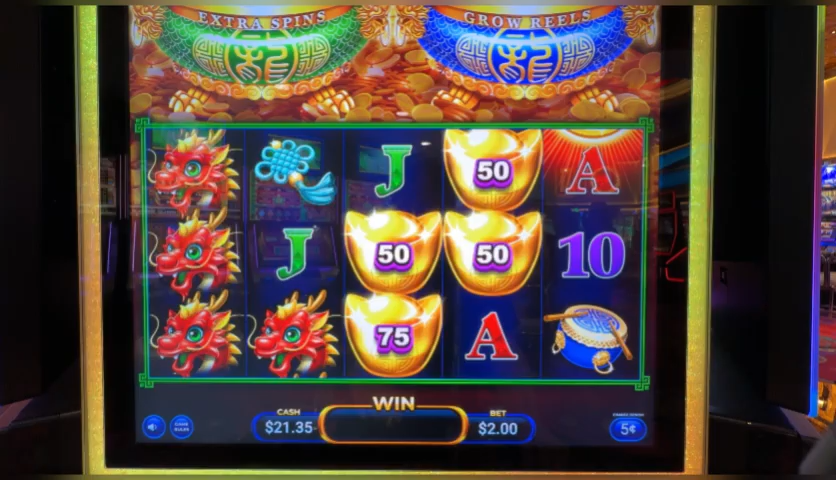 EXTRA SPINS
GROW REELS
J
50
A
J
50
50
10
75
A
WIN
CASH
BET
$21.35
$2.00
5¢